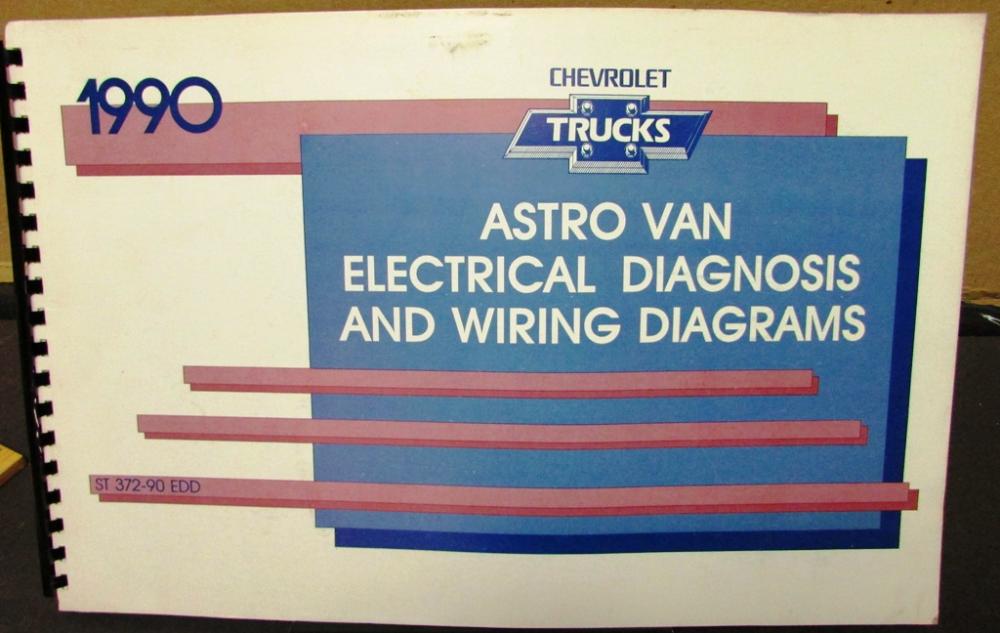 1990
CHEVROLET
TRUCKS
ASTRO VAN
ELECTRICAL DIAGNOSIS
AND WIRING DIAGRAMS
ST 372-90 EDD